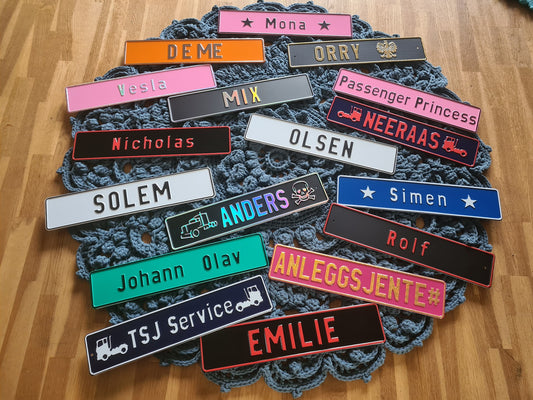 ★ Mona ★
DEME
ORRY
Vesla
MIX
Passenger Princess
NEERAAS
Nicholas
OLSEN
SOLEM
ANDERS
★ Simen ★
Rolf
Johann Olav
ANLEGGSJENTE#
TSJ Service
EMILIE